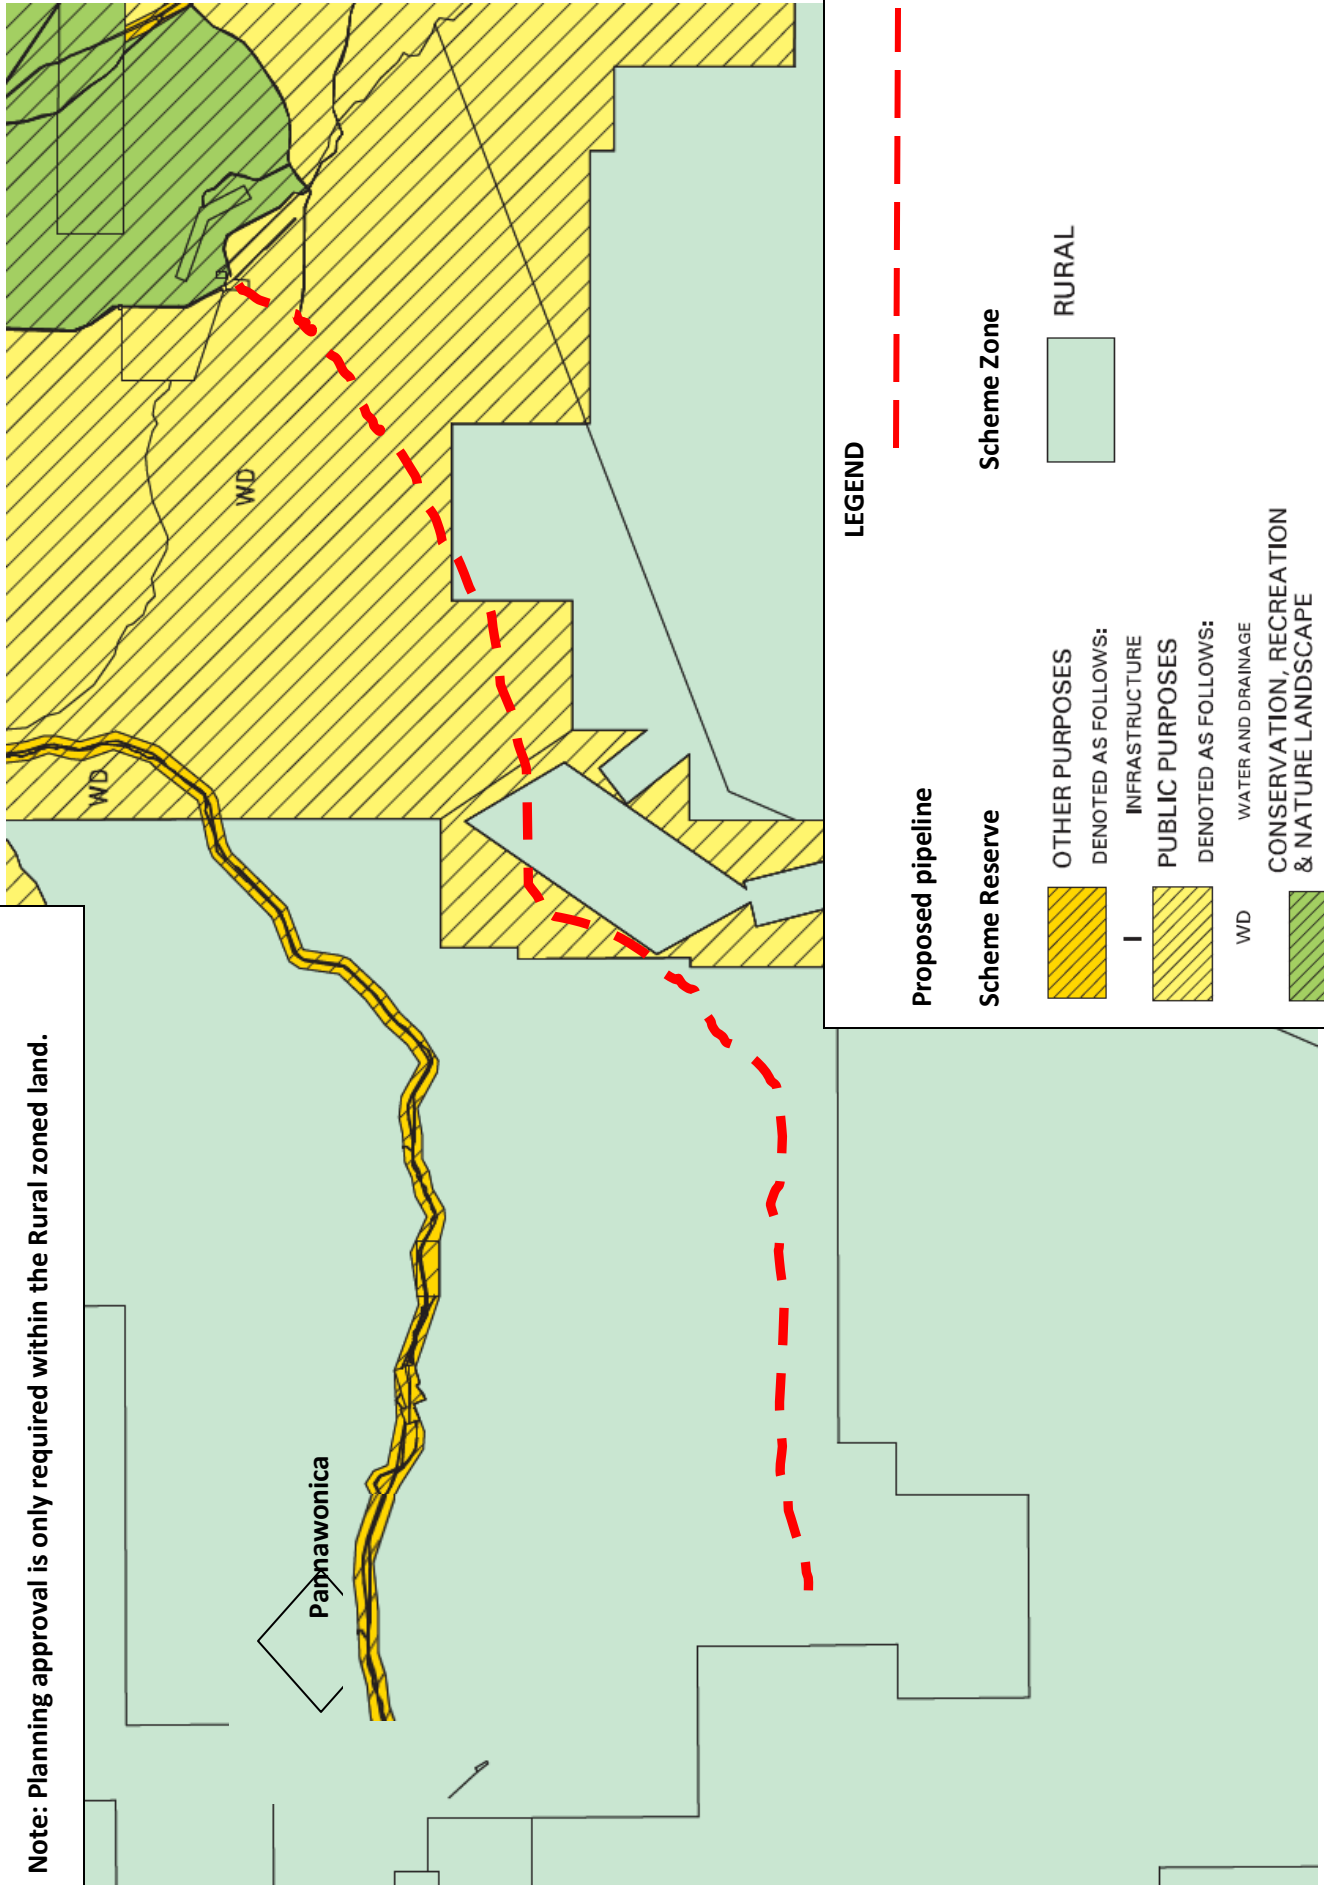 Note: Planning approval is only required within the Rural zoned land.
Pannawonica
WD
WD
LEGEND
Proposed pipeline
Scheme Reserve
OTHER PURPOSES
DENOTED AS FOLLOWS:
I INFRASTRUCTURE
PUBLIC PURPOSES
DENOTED AS FOLLOWS:
WD WATER AND DRAINAGE
CONSERVATION, RECREATION
& NATURE LANDSCAPE
Scheme Zone
RURAL